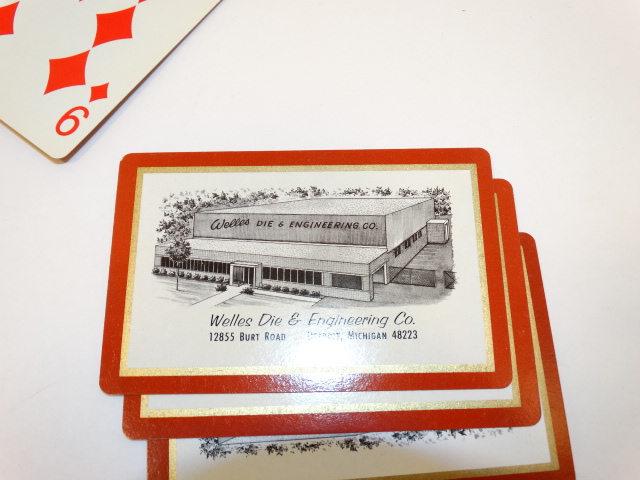 6
Welles DIE & ENGINEERING CO.
Welles Die & Engineering Co.
12855 BURT ROAD DETROIT, MICHIGAN 48223